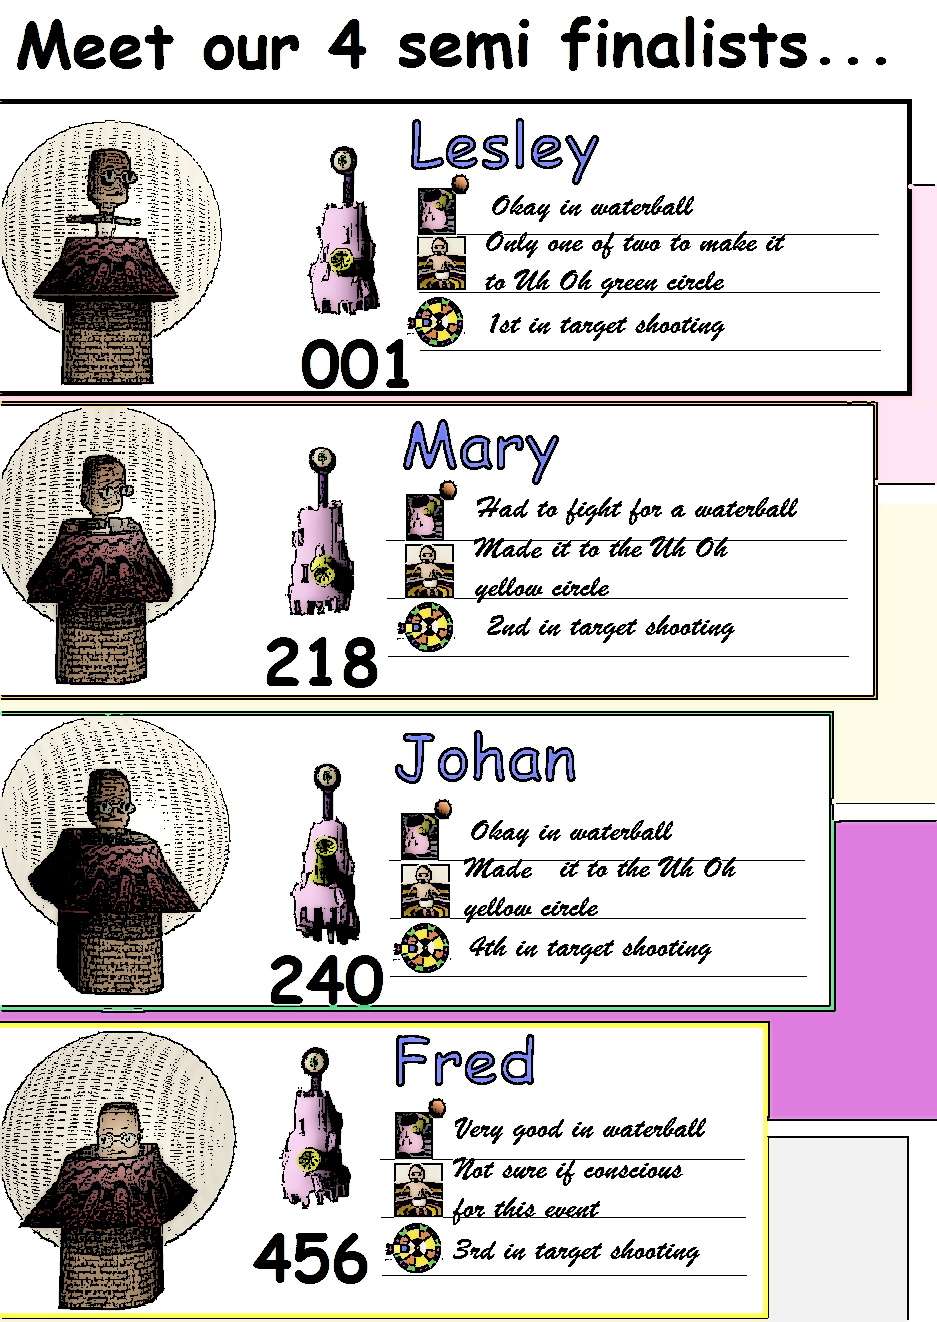 Meet our 4 semi finalists...
Lesley
Okay in waterball
Only one of two to make it
to Uh Oh green circle
1st in target shooting
001
Mary
Had to fight for a waterball
Made it to the Uh Oh
yellow circle
2nd in target shooting
218
Johan
Okay in waterball
Made it to the Uh Oh
yellow circle
4th in target shooting
240
Fred
Very good in waterball
Not sure if conscious
for this event
3rd in target shooting
456